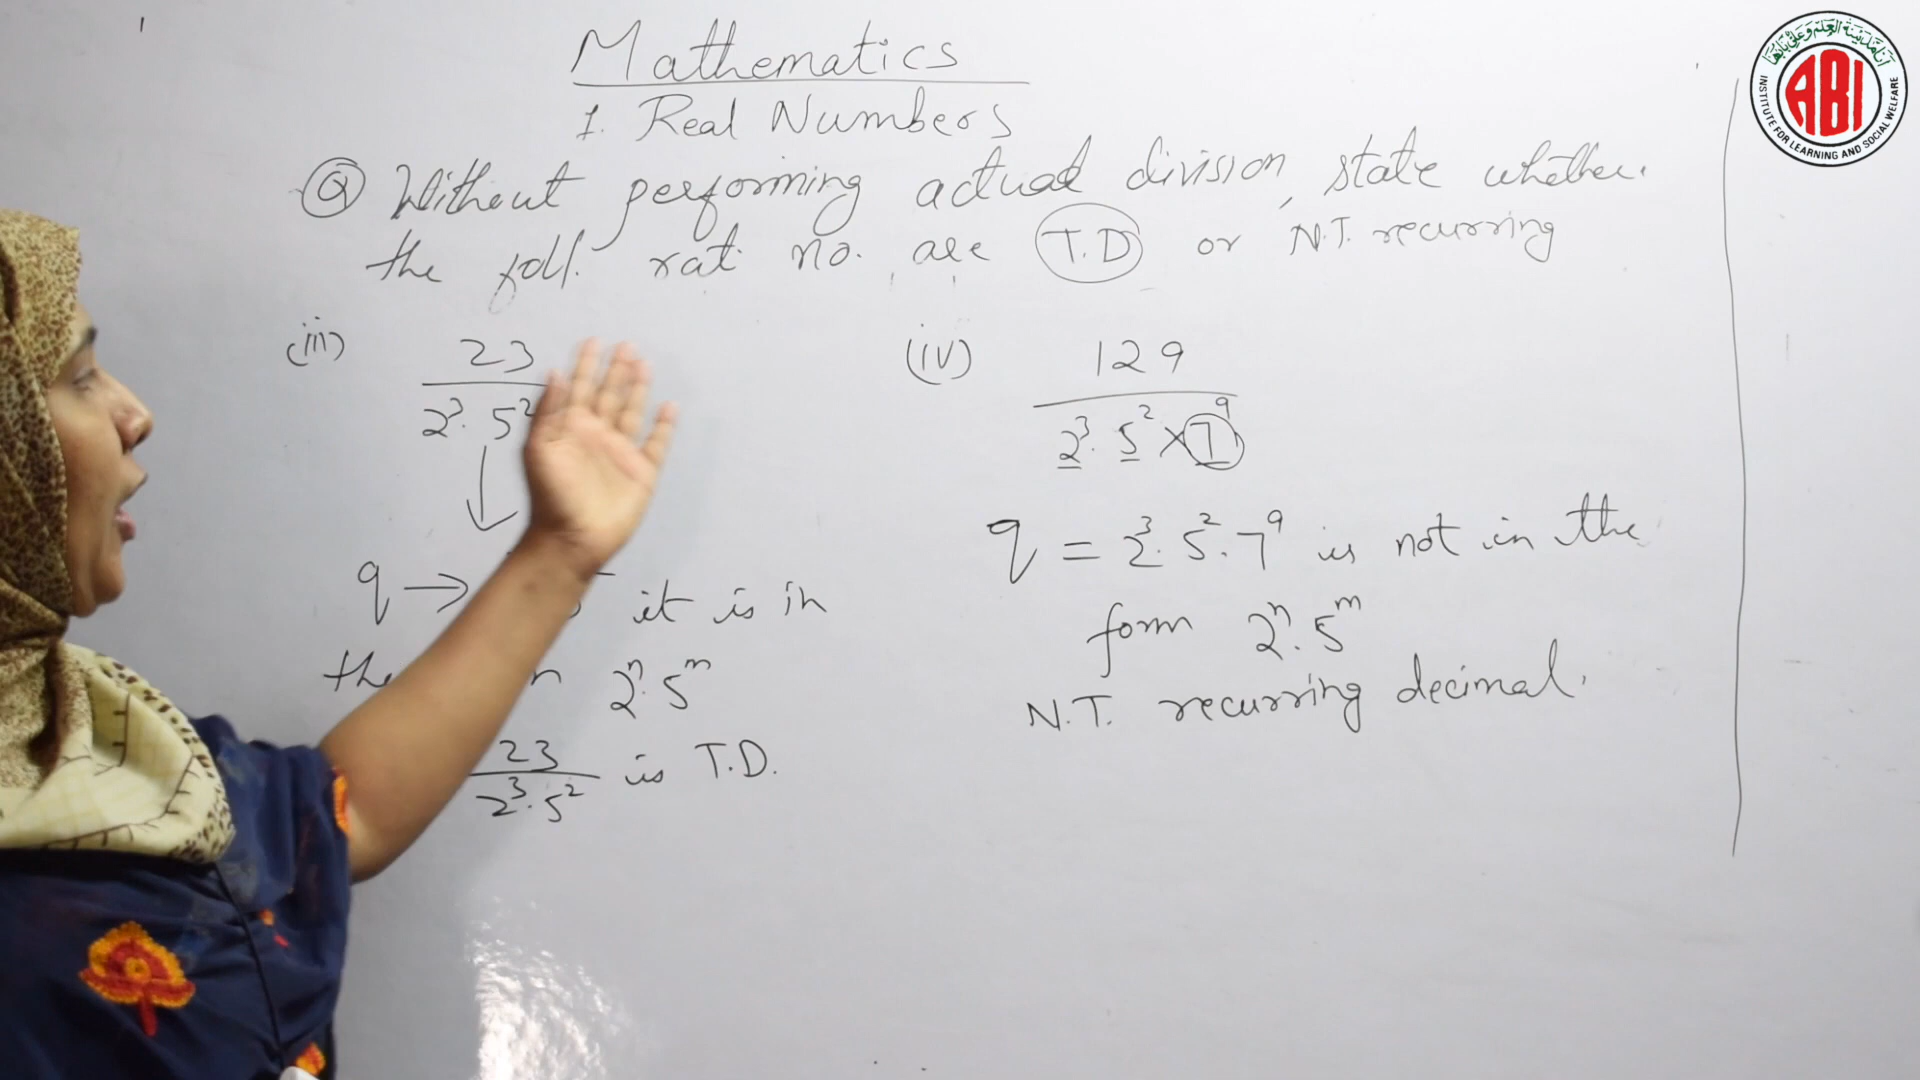 Mathematics
1. Real Numbers
Q Without performing actual division, state whether
the foll. rat. no. are T.D or N.T. recurring
(iii) 23 / 2³. 5²
(iv) 129 / 2³. 5² × 7⁹
q → it is in
the 2ⁿ. 5ᵐ
23 / 2³. 5² is T.D.
q = 2³. 5². 7⁹ is not in the
form 2ⁿ. 5ᵐ
N.T. recurring decimal.
ABI
INSTITUTE FOR LEARNING AND SOCIAL WELFARE